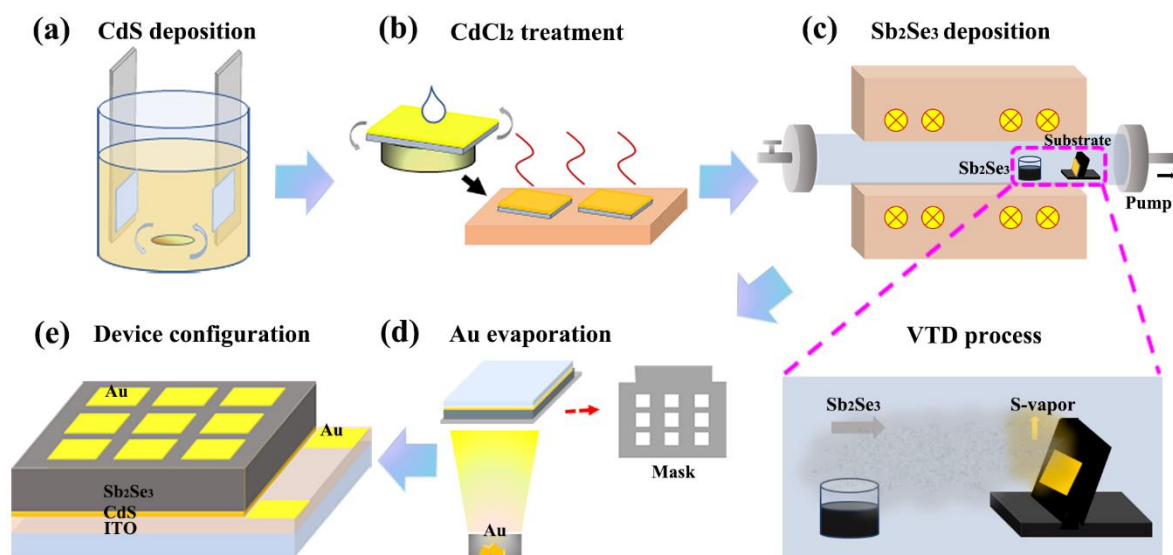 (a) CdS deposition
(b) CdCl₂ treatment
(c) Sb₂Se₃ deposition
Substrate
Sb₂Se₃
Pump
(e) Device configuration
Au
Au
Sb₂Se₃
CdS
ITO
(d) Au evaporation
Mask
Au
VTD process
Sb₂Se₃
S-vapor